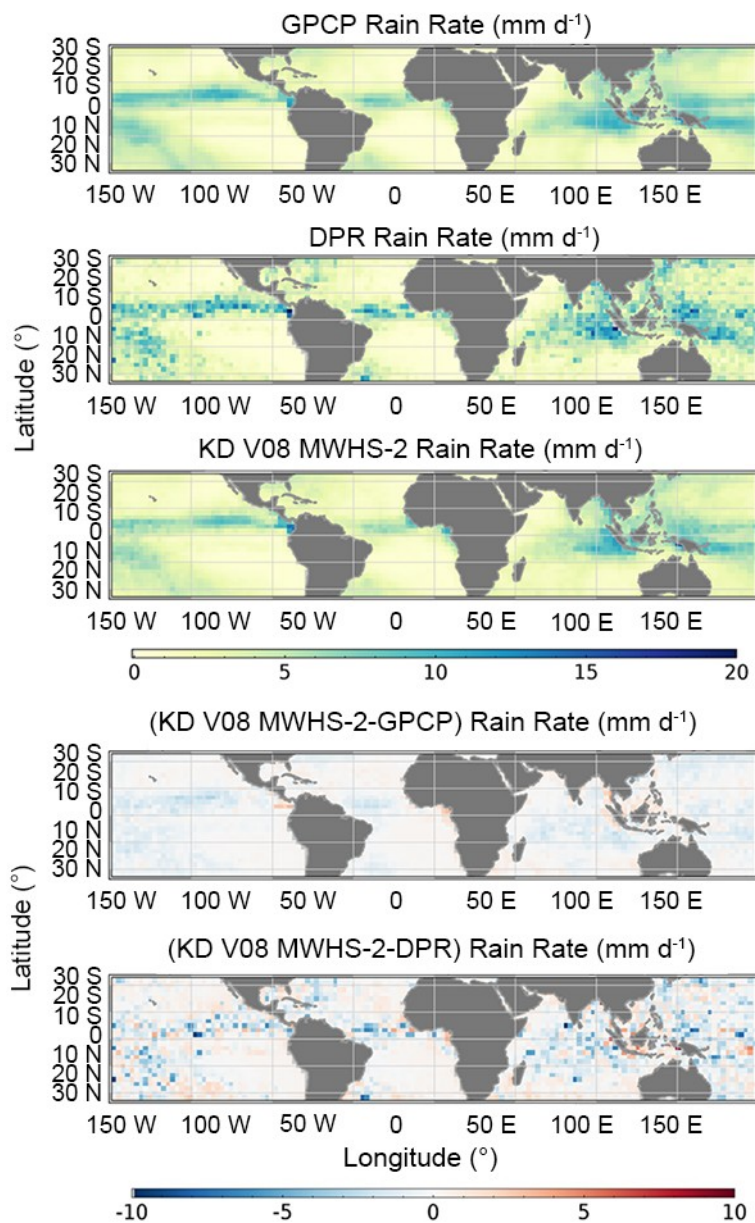 GPCP Rain Rate (mm d-1)
30 S
20 S
10 S
0
10 N
20 N
30 N
150 W 100 W 50 W 0 50 E 100 E 150 E
DPR Rain Rate (mm d-1)
30 S
20 S
10 S
0
10 N
20 N
30 N
150 W 100 W 50 W 0 50 E 100 E 150 E
Latitude (°)
KD V08 MWHS-2 Rain Rate (mm d-1)
30 S
20 S
10 S
0
10 N
20 N
30 N
150 W 100 W 50 W 0 50 E 100 E 150 E
0 5 10 15 20
(KD V08 MWHS-2-GPCP) Rain Rate (mm d-1)
30 S
20 S
10 S
0
10 N
20 N
30 N
150 W 100 W 50 W 0 50 E 100 E 150 E
Latitude (°)
(KD V08 MWHS-2-DPR) Rain Rate (mm d-1)
30 S
20 S
10 S
0
10 N
20 N
30 N
150 W 100 W 50 W 0 50 E 100 E 150 E
Longitude (°)
-10 -5 0 5 10